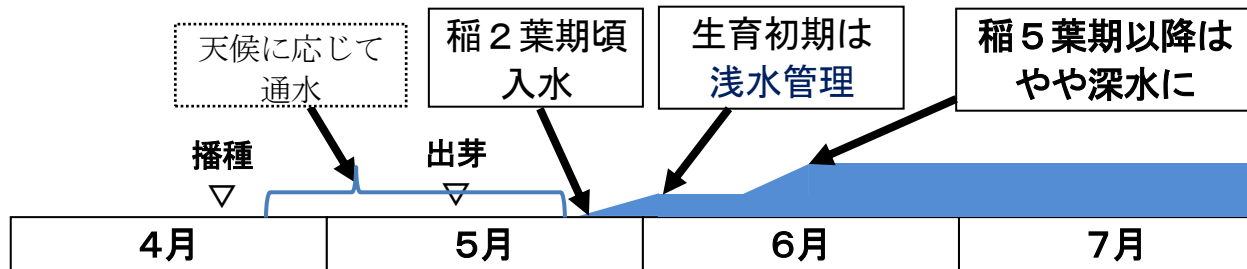 天候に応じて
通水
稲２葉期頃
入水
生育初期は
浅水管理
稲５葉期以降は
やや深水に
播種
出芽
▽
▽
４月
５月
６月
７月